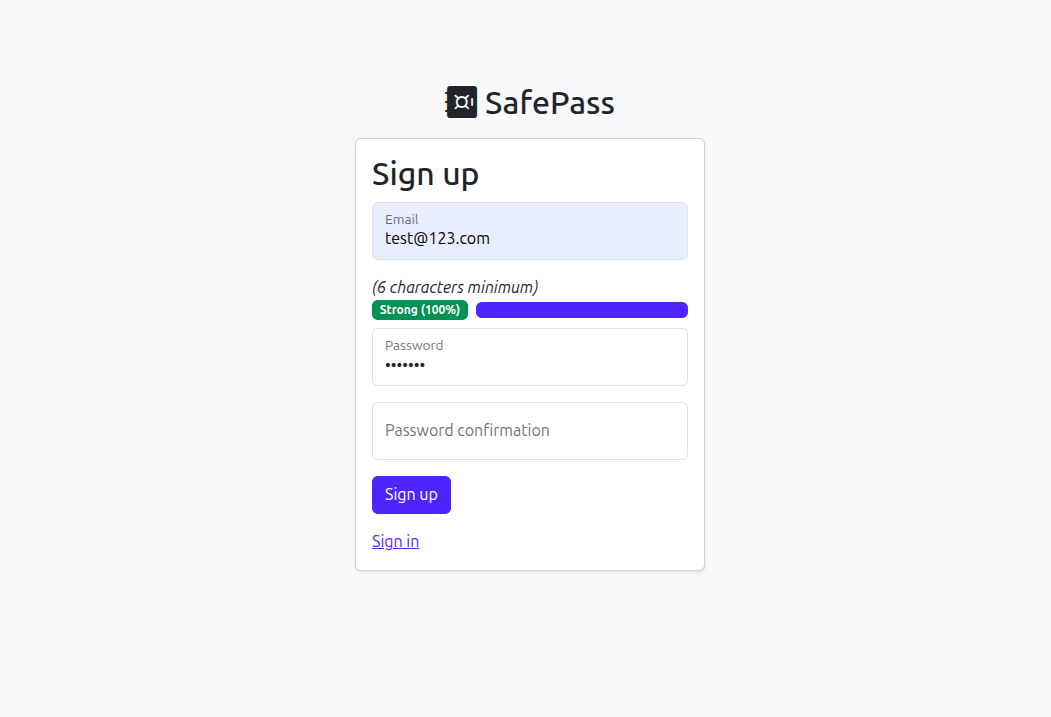 SafePass
Sign up
Email
test@123.com
(6 characters minimum)
Strong (100%)
Password
•••••••
Password confirmation
Sign up
Sign in